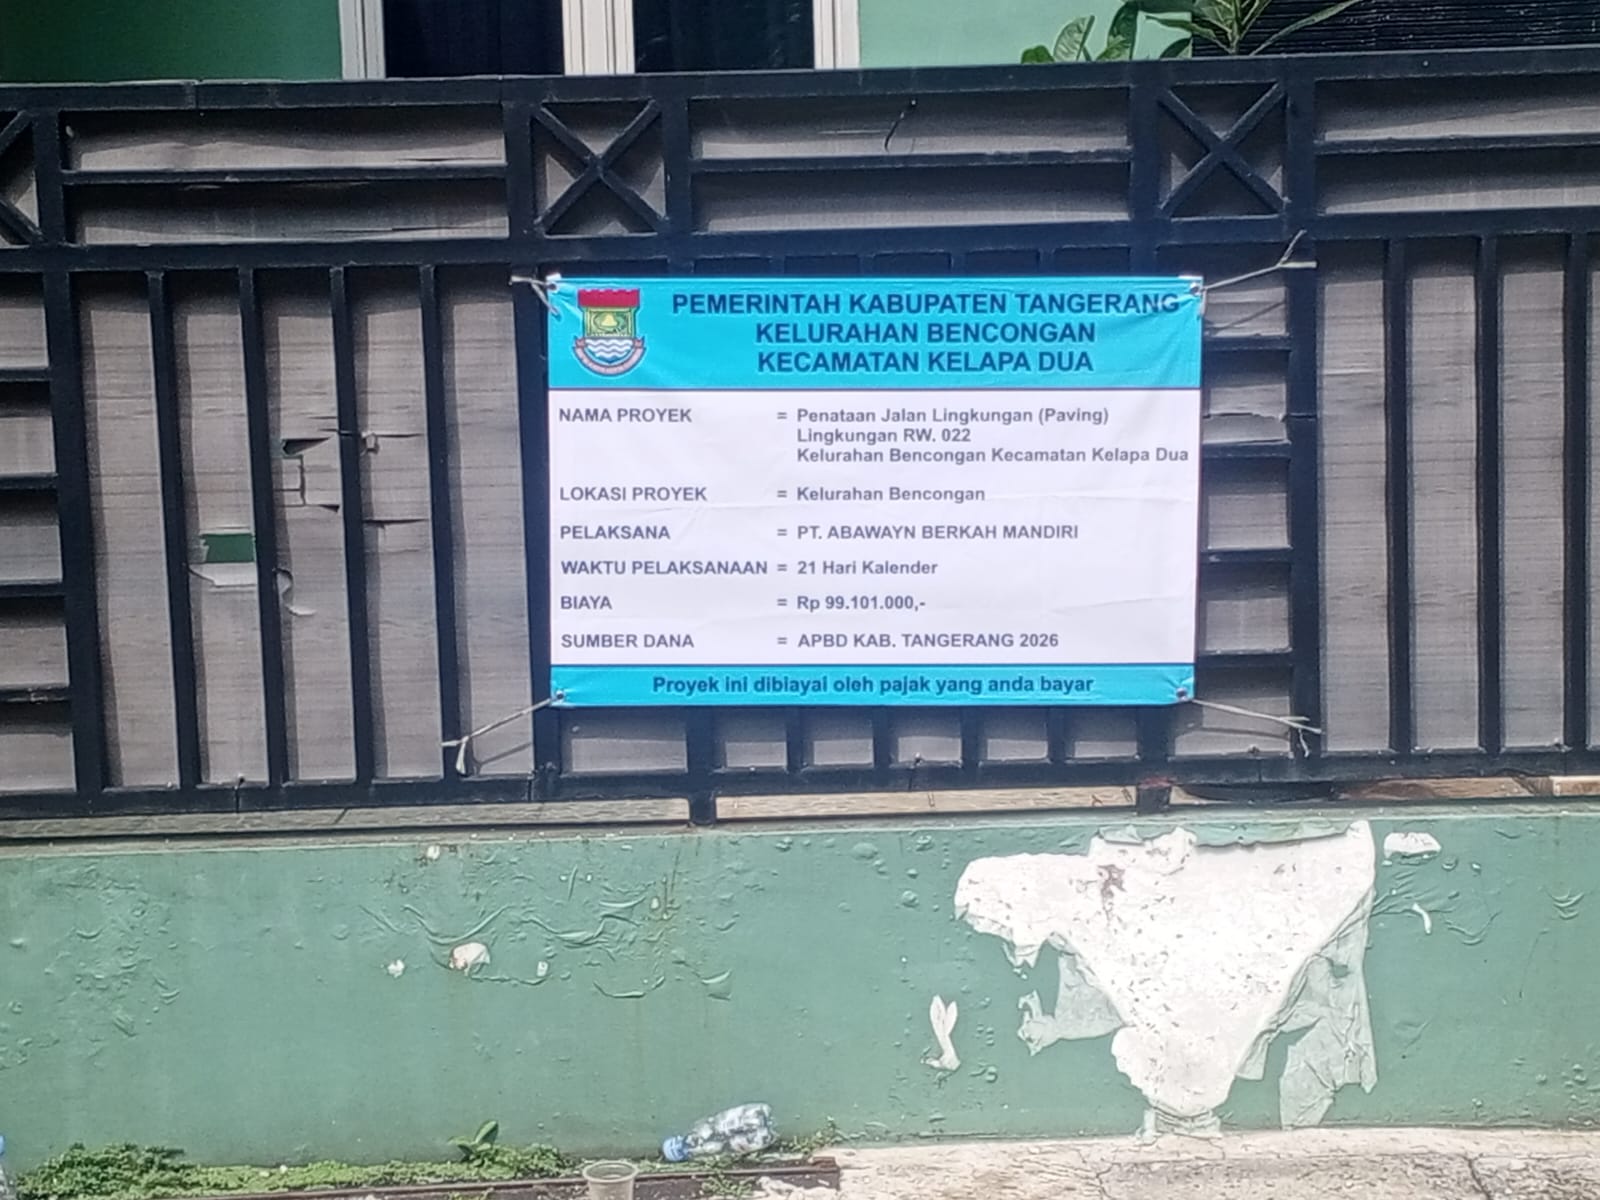 PEMERINTAH KABUPATEN TANGERANG
KELURAHAN BENCONGAN
KECAMATAN KELAPA DUA
NAMA PROYEK = Penataan Jalan Lingkungan (Paving)
Lingkungan RW. 022
Kelurahan Bencongan Kecamatan Kelapa Dua
LOKASI PROYEK = Kelurahan Bencongan
PELAKSANA = PT. ABAWAYN BERKAH MANDIRI
WAKTU PELAKSANAAN = 21 Hari Kalender
BIAYA = Rp 99.101.000,-
SUMBER DANA = APBD KAB. TANGERANG 2026
Proyek ini dibiayai oleh pajak yang anda bayar